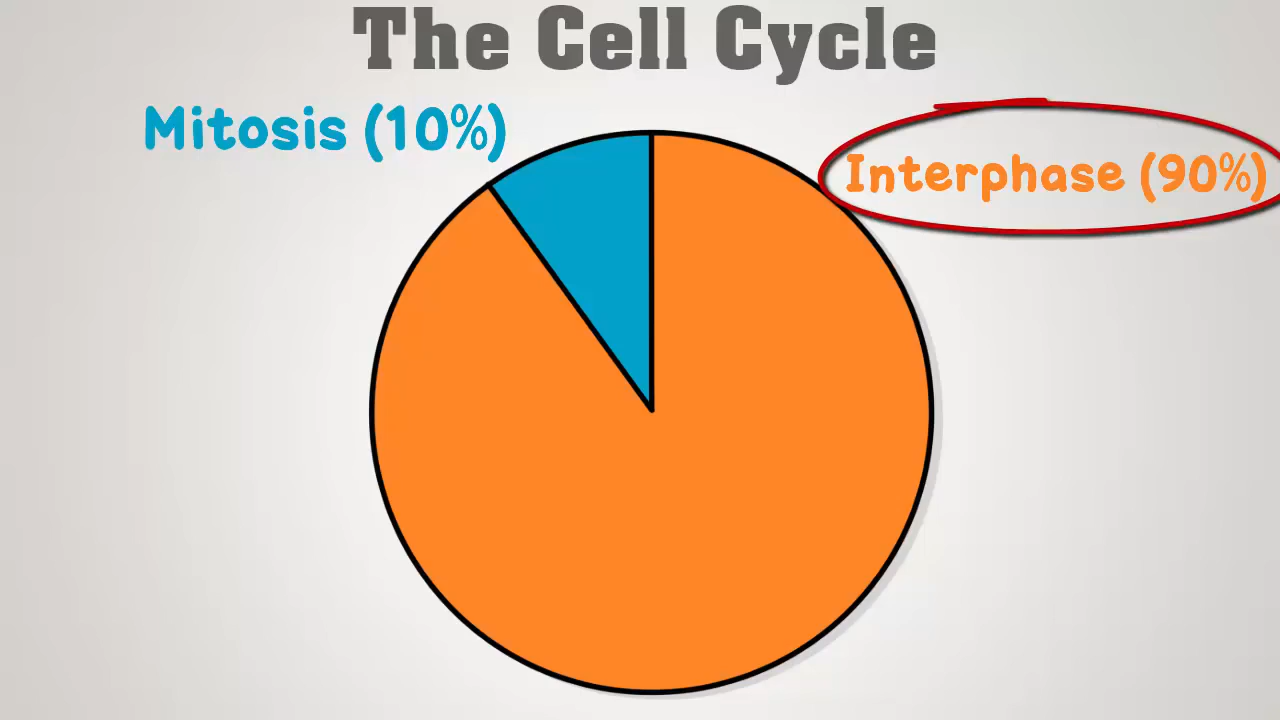 The Cell Cycle
Mitosis (10%)
Interphase (90%)